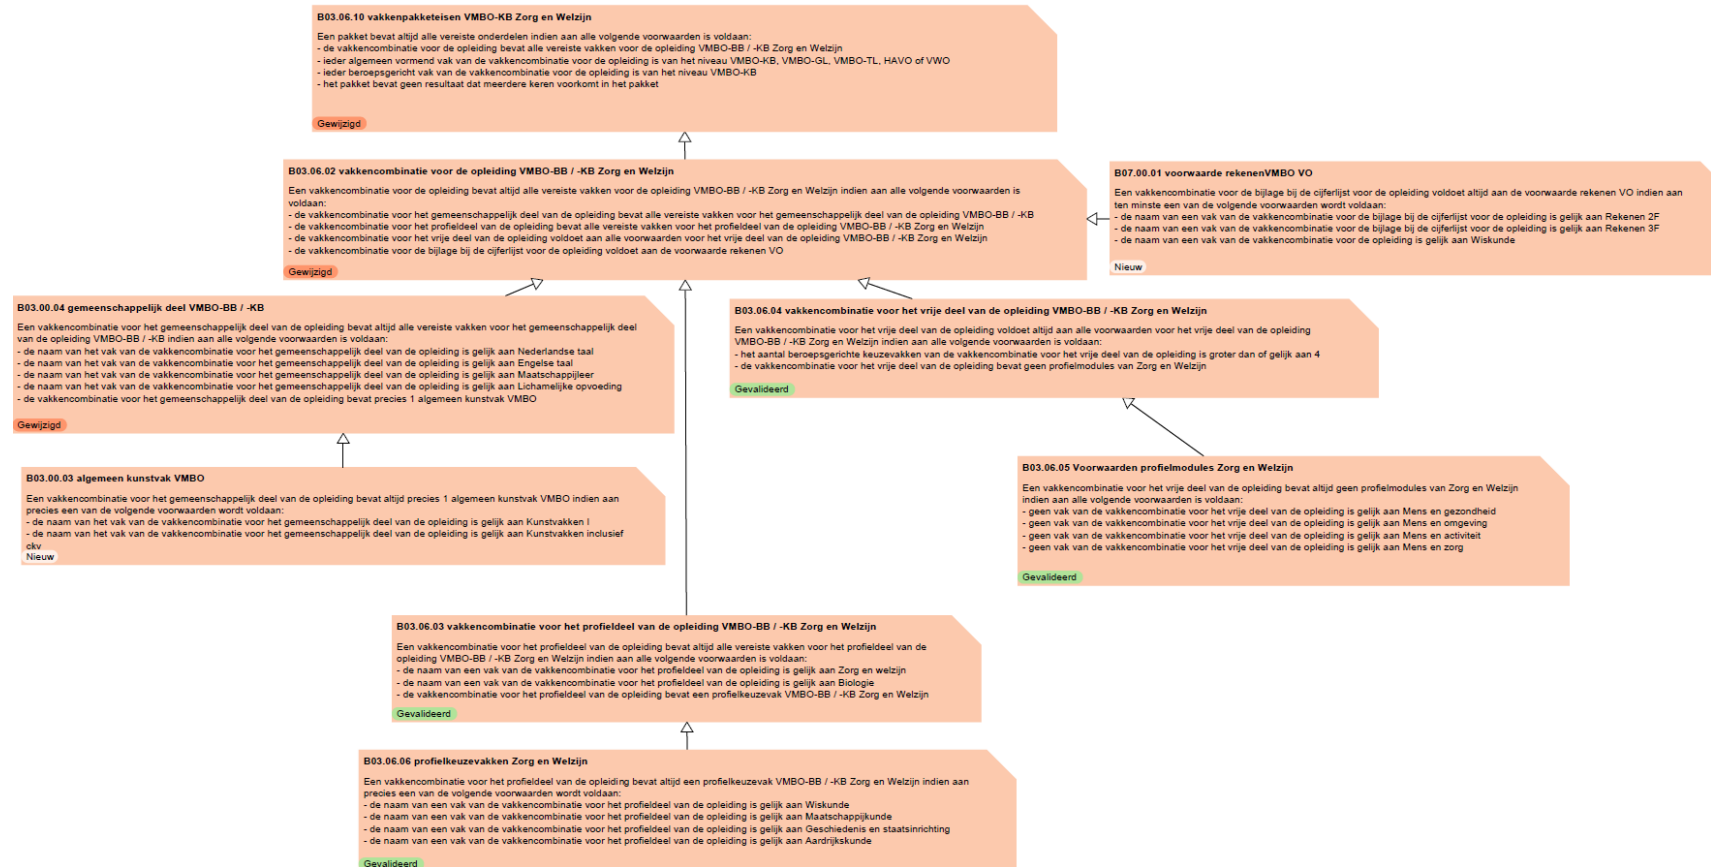 B03.06.10 vakkenpakketeisen VMBO-KB Zorg en Welzijn
Een pakket bevat altijd alle vereiste onderdelen indien aan alle volgende voorwaarden is voldaan:
- de vakkencombinatie voor de opleiding bevat alle vereiste vakken voor de opleiding VMBO-BB / -KB Zorg en Welzijn
- ieder algemeen vormend vak van de vakkencombinatie voor de opleiding is van het niveau VMBO-KB, VMBO-GL, VMBO-TL, HAVO of VWO
- ieder beroepsgericht vak van de vakkencombinatie voor de opleiding is van het niveau VMBO-KB
- het pakket bevat geen resultaat dat meerdere keren voorkomt in het pakket
Gewijzigd
B03.06.02 vakkencombinatie voor de opleiding VMBO-BB / -KB Zorg en Welzijn
Een vakkencombinatie voor de opleiding bevat altijd alle vereiste vakken voor de opleiding VMBO-BB / -KB Zorg en Welzijn indien aan alle volgende voorwaarden is
voldaan:
- de vakkencombinatie voor het gemeenschappelijk deel van de opleiding bevat alle vereiste vakken voor het gemeenschappelijk deel van de opleiding VMBO-BB / -KB
- de vakkencombinatie voor het profieldeel van de opleiding bevat alle vereiste vakken voor het profieldeel van de opleiding VMBO-BB / -KB Zorg en Welzijn
- de vakkencombinatie voor het vrije deel van de opleiding voldoet aan alle voorwaarden voor het vrije deel van de opleiding VMBO-BB / -KB Zorg en Welzijn
- de vakkencombinatie voor de bijlage bij de cijferlijst voor de opleiding voldoet aan de voorwaarde rekenen VO
Gewijzigd
B07.00.01 voorwaarde rekenenVMBO VO
Een vakkencombinatie voor de bijlage bij de cijferlijst voor de opleiding voldoet altijd aan de voorwaarde rekenen VO indien aan
ten minste een van de volgende voorwaarden wordt voldaan:
- de naam van een vak van de vakkencombinatie voor de bijlage bij de cijferlijst voor de opleiding is gelijk aan Rekenen 2F
- de naam van een vak van de vakkencombinatie voor de bijlage bij de cijferlijst voor de opleiding is gelijk aan Rekenen 3F
- de naam van een vak van de vakkencombinatie voor de opleiding is gelijk aan Wiskunde
Nieuw
B03.00.04 gemeenschappelijk deel VMBO-BB / -KB
Een vakkencombinatie voor het gemeenschappelijk deel van de opleiding bevat altijd alle vereiste vakken voor het gemeenschappelijk deel
van de opleiding VMBO-BB / -KB indien aan alle volgende voorwaarden is voldaan:
- de naam van het vak van de vakkencombinatie voor het gemeenschappelijk deel van de opleiding is gelijk aan Nederlandse taal
- de naam van het vak van de vakkencombinatie voor het gemeenschappelijk deel van de opleiding is gelijk aan Engelse taal
- de naam van het vak van de vakkencombinatie voor het gemeenschappelijk deel van de opleiding is gelijk aan Maatschappijleer
- de naam van het vak van de vakkencombinatie voor het gemeenschappelijk deel van de opleiding is gelijk aan Lichamelijke opvoeding
- de vakkencombinatie voor het gemeenschappelijk deel van de opleiding bevat precies 1 algemeen kunstvak VMBO
Gewijzigd
B03.06.04 vakkencombinatie voor het vrije deel van de opleiding VMBO-BB / -KB Zorg en Welzijn
Een vakkencombinatie voor het vrije deel van de opleiding voldoet altijd aan alle voorwaarden voor het vrije deel van de opleiding
VMBO-BB / -KB Zorg en Welzijn indien aan alle volgende voorwaarden is voldaan:
- het aantal beroepsgerichte keuzevakken van de vakkencombinatie voor het vrije deel van de opleiding is groter dan of gelijk aan 4
- de vakkencombinatie voor het vrije deel van de opleiding bevat geen profielmodules van Zorg en Welzijn
Gevalideerd
B03.00.03 algemeen kunstvak VMBO
Een vakkencombinatie voor het gemeenschappelijk deel van de opleiding bevat altijd precies 1 algemeen kunstvak VMBO indien aan
precies een van de volgende voorwaarden wordt voldaan:
- de naam van het vak van de vakkencombinatie voor het gemeenschappelijk deel van de opleiding is gelijk aan Kunstvakken I
- de naam van het vak van de vakkencombinatie voor het gemeenschappelijk deel van de opleiding is gelijk aan Kunstvakken inclusief
ckv
Nieuw
B03.06.05 Voorwaarden profielmodules Zorg en Welzijn
Een vakkencombinatie voor het vrije deel van de opleiding bevat altijd geen profielmodules van Zorg en Welzijn
indien aan alle volgende voorwaarden is voldaan:
- geen vak van de vakkencombinatie voor het vrije deel van de opleiding is gelijk aan Mens en gezondheid
- geen vak van de vakkencombinatie voor het vrije deel van de opleiding is gelijk aan Mens en omgeving
- geen vak van de vakkencombinatie voor het vrije deel van de opleiding is gelijk aan Mens en activiteit
- geen vak van de vakkencombinatie voor het vrije deel van de opleiding is gelijk aan Mens en zorg
Gevalideerd
B03.06.03 vakkencombinatie voor het profieldeel van de opleiding VMBO-BB / -KB Zorg en Welzijn
Een vakkencombinatie voor het profieldeel van de opleiding bevat altijd alle vereiste vakken voor het profieldeel van de
opleiding VMBO-BB / -KB Zorg en Welzijn indien aan alle volgende voorwaarden is voldaan:
- de naam van een vak van de vakkencombinatie voor het profieldeel van de opleiding is gelijk aan Zorg en welzijn
- de naam van een vak van de vakkencombinatie voor het profieldeel van de opleiding is gelijk aan Biologie
- de vakkencombinatie voor het profieldeel van de opleiding bevat een profielkeuzevak VMBO-BB / -KB Zorg en Welzijn
Gevalideerd
B03.06.06 profielkeuzevakken Zorg en Welzijn
Een vakkencombinatie voor het profieldeel van de opleiding bevat altijd een profielkeuzevak VMBO-BB / -KB Zorg en Welzijn indien aan
precies een van de volgende voorwaarden wordt voldaan:
- de naam van een vak van de vakkencombinatie voor het profieldeel van de opleiding is gelijk aan Wiskunde
- de naam van een vak van de vakkencombinatie voor het profieldeel van de opleiding is gelijk aan Maatschappijkunde
- de naam van een vak van de vakkencombinatie voor het profieldeel van de opleiding is gelijk aan Geschiedenis en staatsinrichting
- de naam van een vak van de vakkencombinatie voor het profieldeel van de opleiding is gelijk aan Aardrijkskunde
Gevalideerd